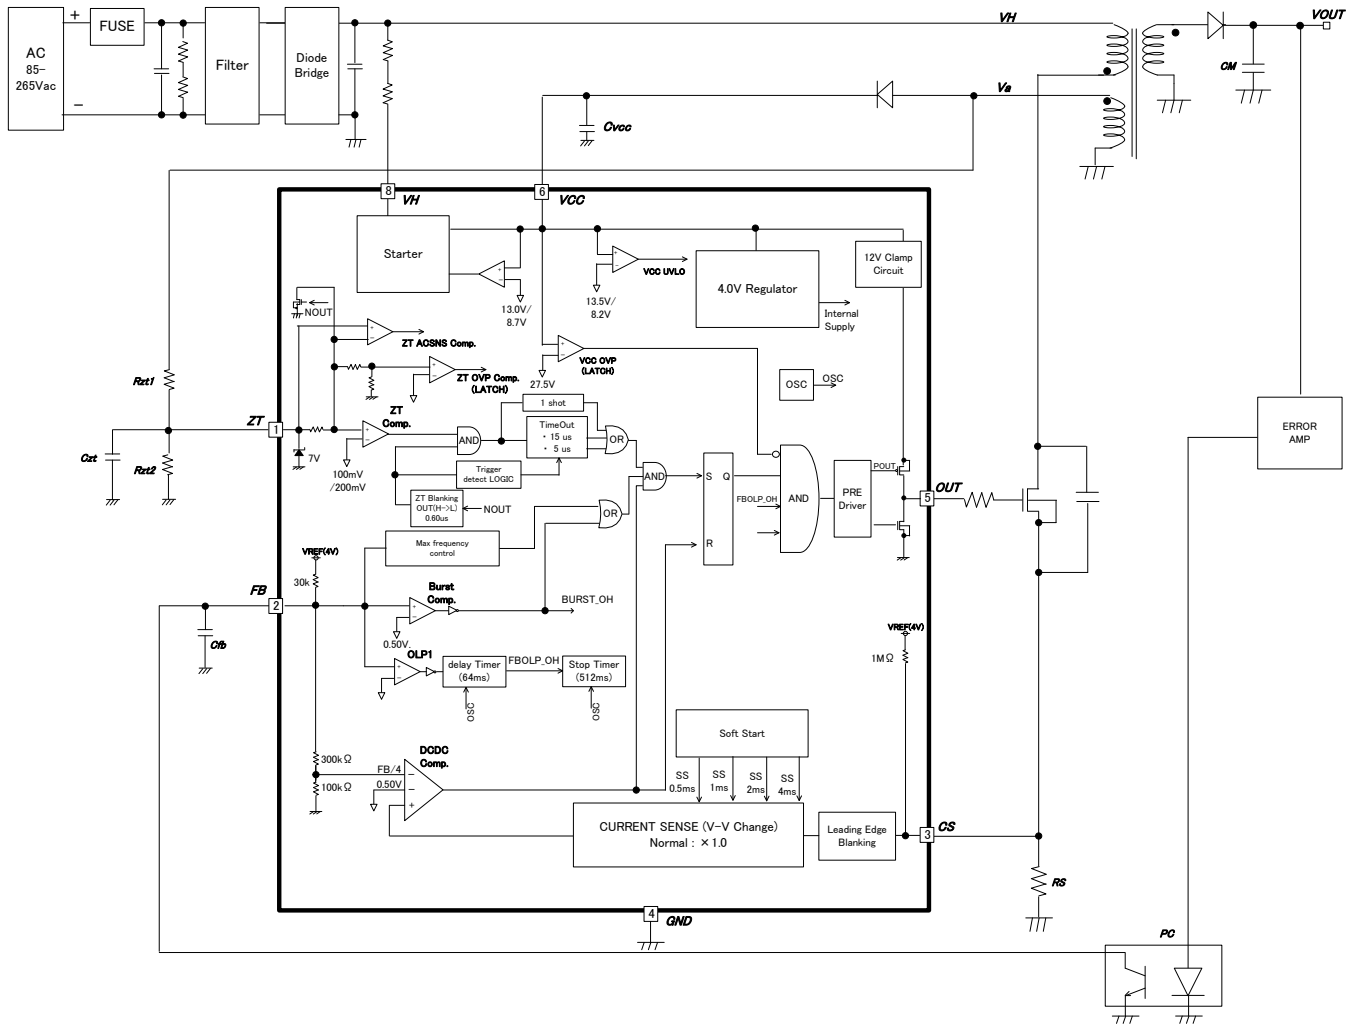 VH
VOUT
+
FUSE
AC
85-
265Vac
Filter
Diode
Bridge
CM
Va
−
Cvcc
8
VH
6
VCC
Starter
12V Clamp
Circuit
+
−
+
−
VCC UVLO
4.0V Regulator
NOUT
13.0V/
8.7V
13.5V/
8.2V
Internal
Supply
+
−
ZT ACSNS Comp.
+
−
VCC OVP
(LATCH)
+
−
ZT OVP Comp.
(LATCH)
27.5V
Rzt1
OSC
OSC
1 shot
ZT
Comp.
ZT
1
+
−
TimeOut
・ 15 us
・ 5 us
AND
OR
ERROR
AMP
7V
Czt
Rzt2
100mV
/200mV
Trigger
detect LOGIC
AND
S
Q
POUT
PRE
Driver
AND
FBOLP_OH
5
OUT
ZT Blanking
OUT(H->L)
0.60us
NOUT
OR
Max frequency
control
R
VREF(4V)
30k
FB
2
Burst
Comp.
+
−
BURST_OH
0.50V
Cfb
VREF(4V)
1MΩ
OLP1
+
−
delay Timer
(64ms)
FBOLP_OH
Stop Timer
(512ms)
OSC
OSC
Soft Start
DCDC
Comp.
300kΩ
FB/4
−
0.50V
−
100kΩ
+
SS
0.5ms
SS
1ms
SS
2ms
SS
4ms
CURRENT SENSE (V-V Change)
Normal : ×1.0
Leading Edge
Blanking
3
CS
RS
4
GND
PC